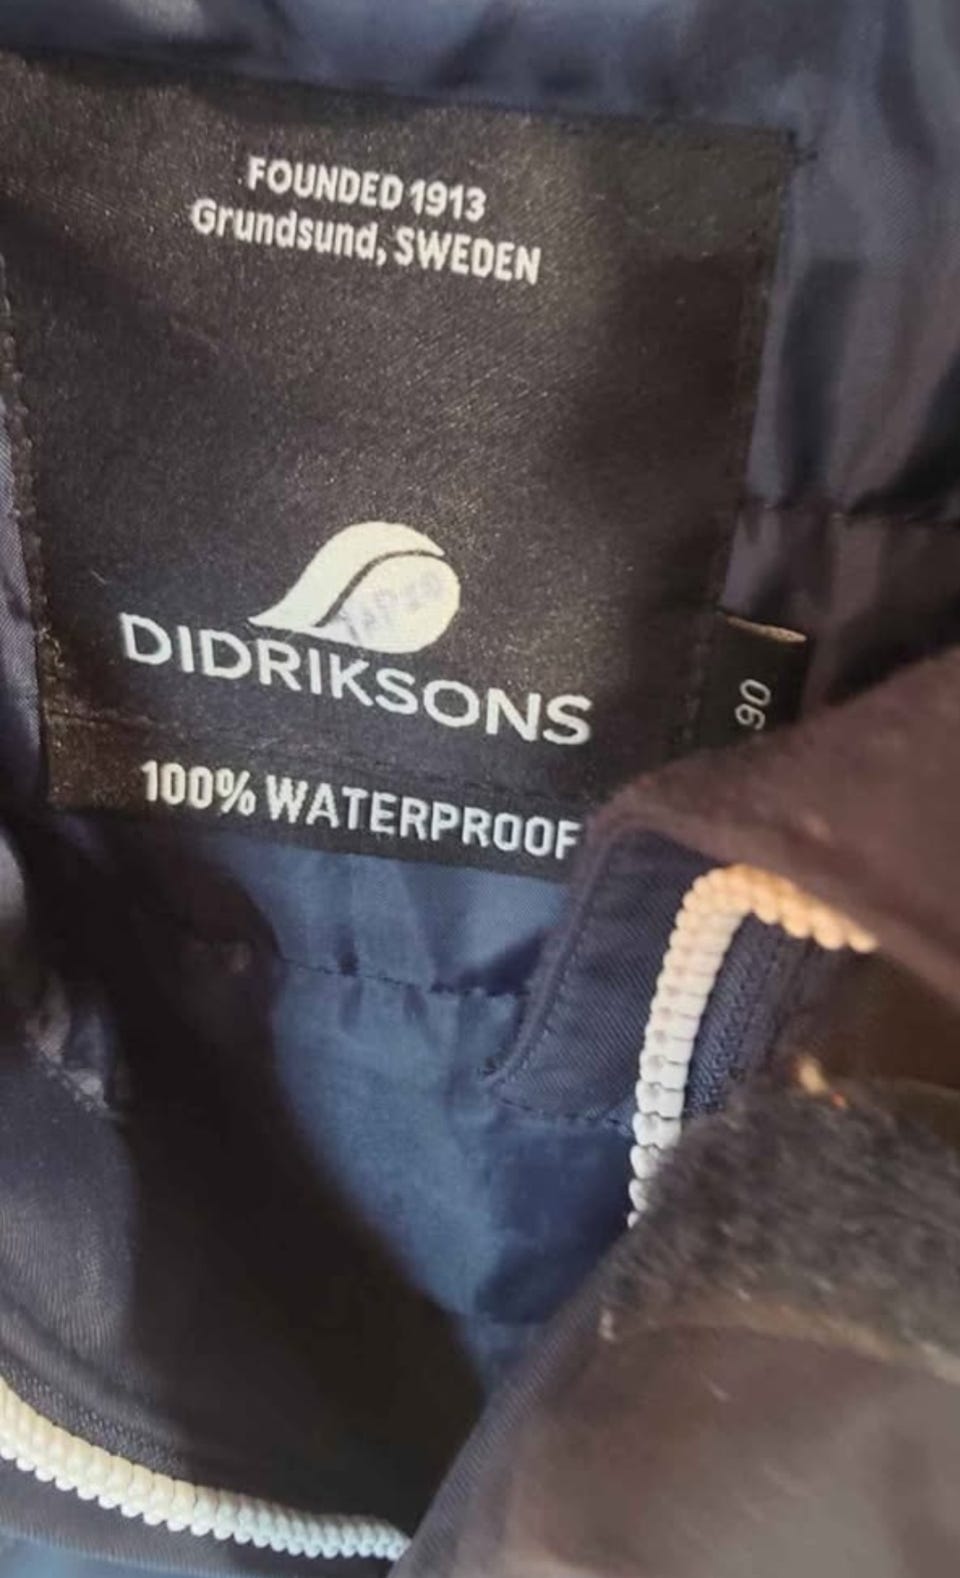 FOUNDED 1913
Grundsund, SWEDEN
DIDRIKSONS
90
100% WATERPROOF